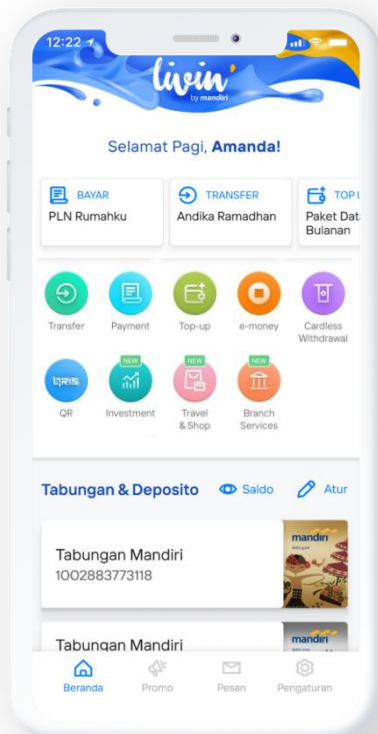 12:22
livin'
by mandiri
Selamat Pagi, Amanda!
BAYAR
PLN Rumahku
TRANSFER
Andika Ramadhan
TOP U
Paket Dat
Bulanan
Transfer
Payment
Top-up
e-money
Cardless
Withdrawal
QRIS
QR
NEW
Investment
NEW
Travel
& Shop
NEW
Branch
Services
Tabungan & Deposito
Saldo
Atur
Tabungan Mandiri
1002883773118
mandiri
Tabungan Mandiri
mandiri
Beranda
Promo
Pesan
Pengaturan